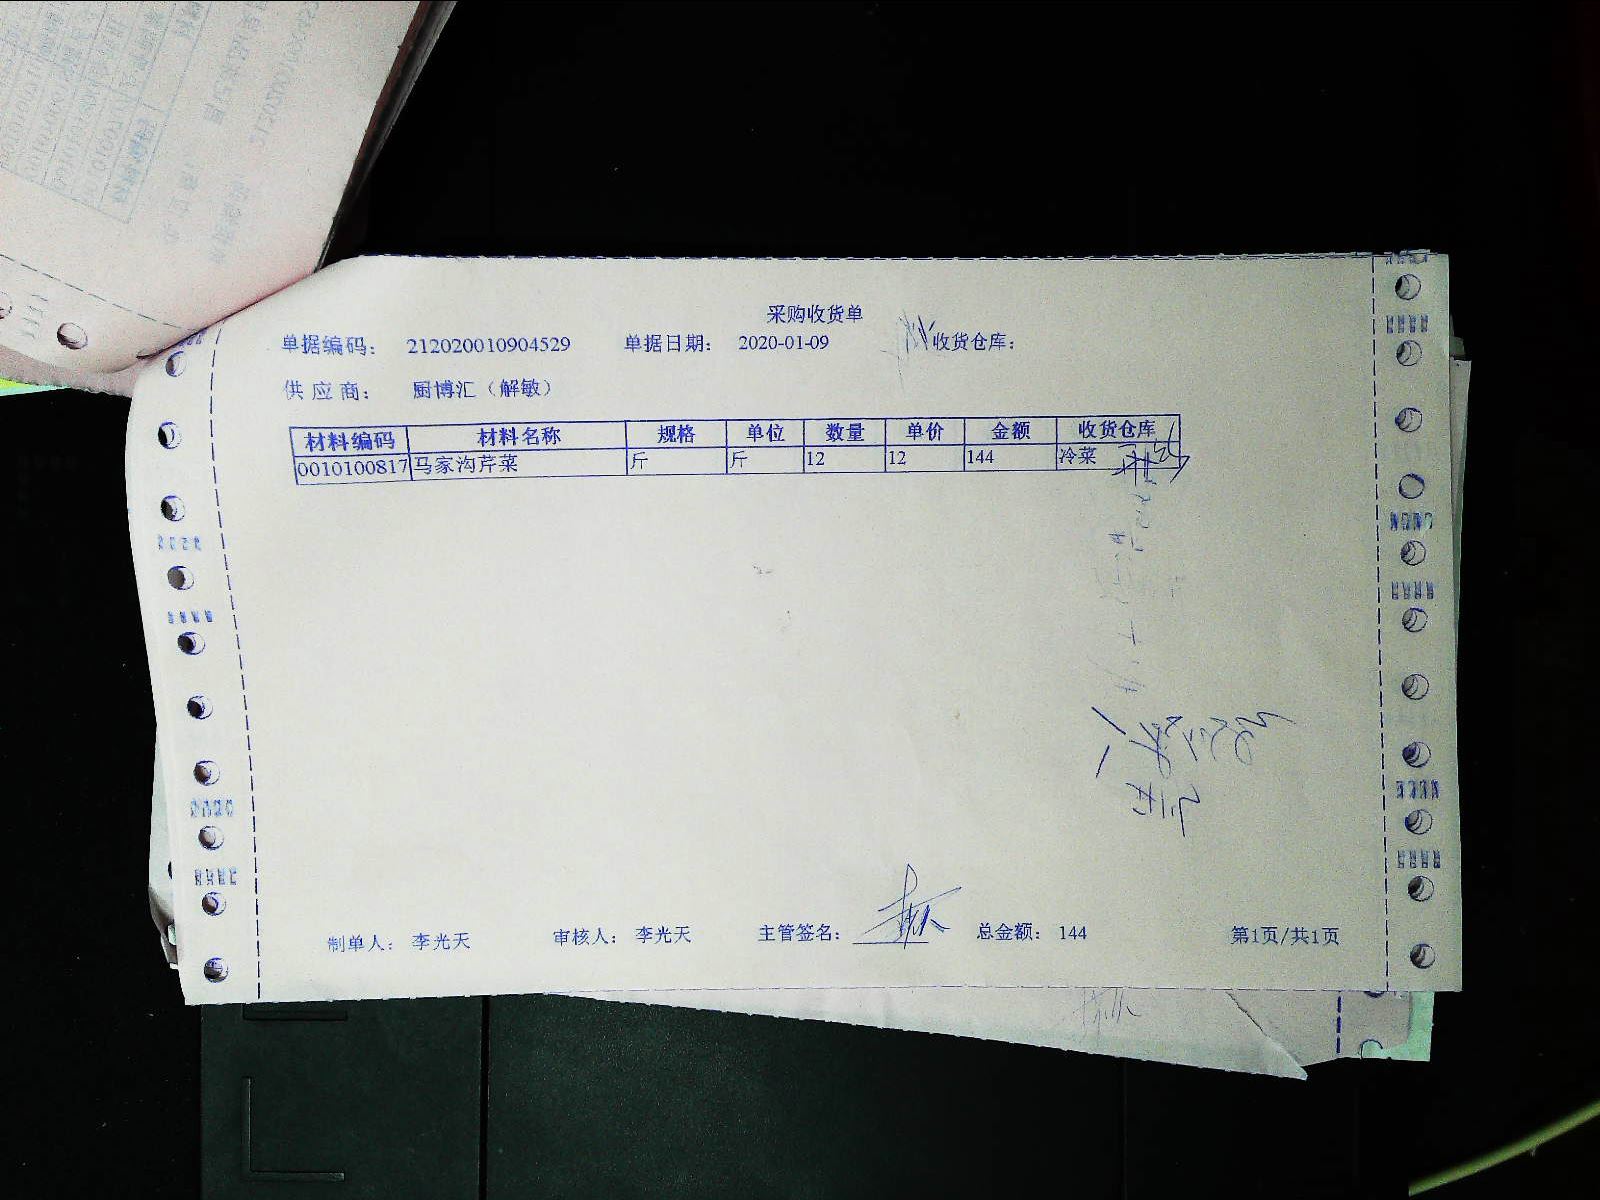 采购收货单
单据编码： 212020010904529 单据日期： 2020-01-09 收货仓库：
供应商： 厨博汇（解敏）
材料编码 材料名称 规格 单位 数量 单价 金额 收货仓库
0010100817 马家沟芹菜 斤 斤 12 12 144 冷菜
制单人： 李光天 审核人： 李光天 主管签名： 总金额： 144 第1页/共1页